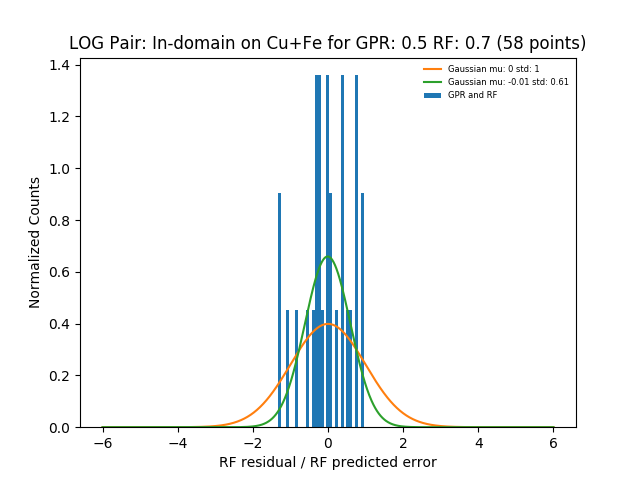 LOG Pair: In-domain on Cu+Fe for GPR: 0.5 RF: 0.7 (58 points)
Gaussian mu: 0 std: 1
Gaussian mu: -0.01 std: 0.61
GPR and RF
Normalized Counts
1.4
1.2
1.0
0.8
0.6
0.4
0.2
0.0
−6 −4 −2 0 2 4 6
RF residual / RF predicted error